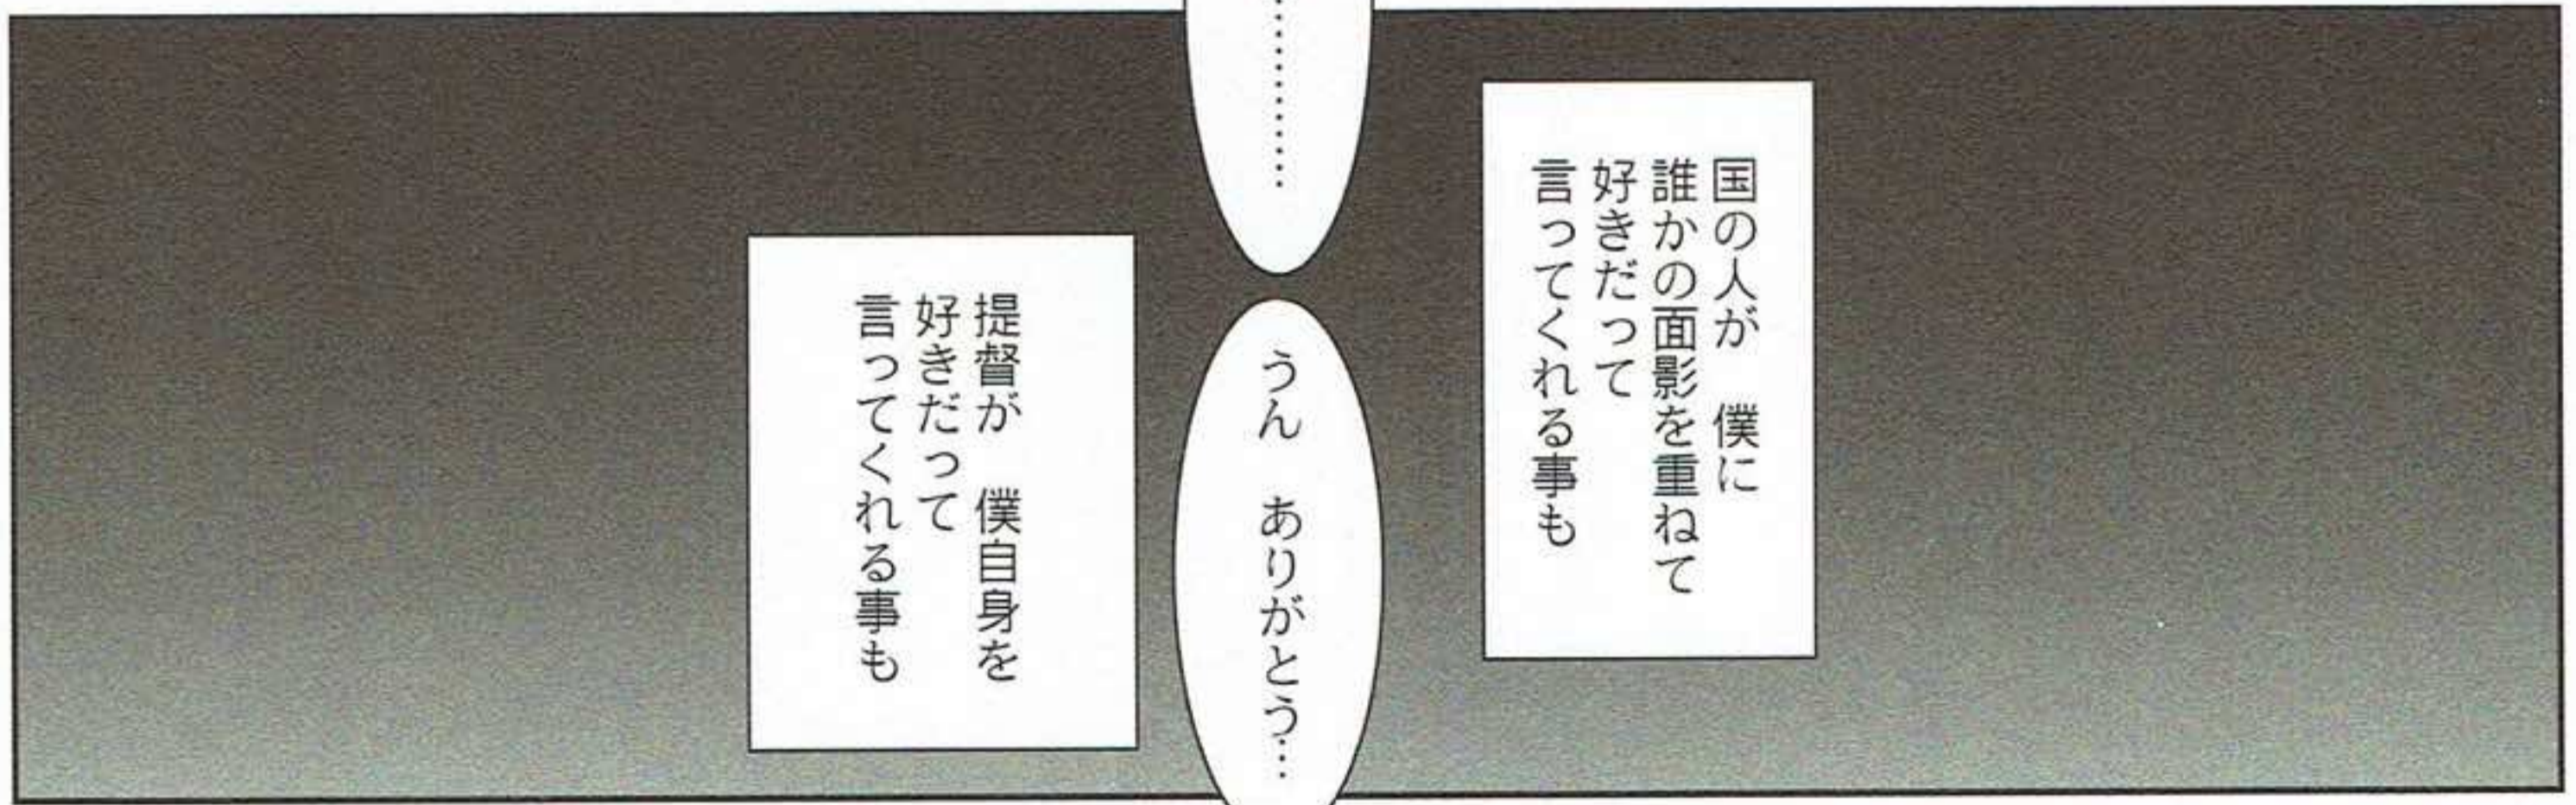 国の人が　僕に
誰かの面影を重ねて
好きだって
言ってくれる事も
…………
うん　ありがとう…
提督が　僕自身を
好きだって
言ってくれる事も